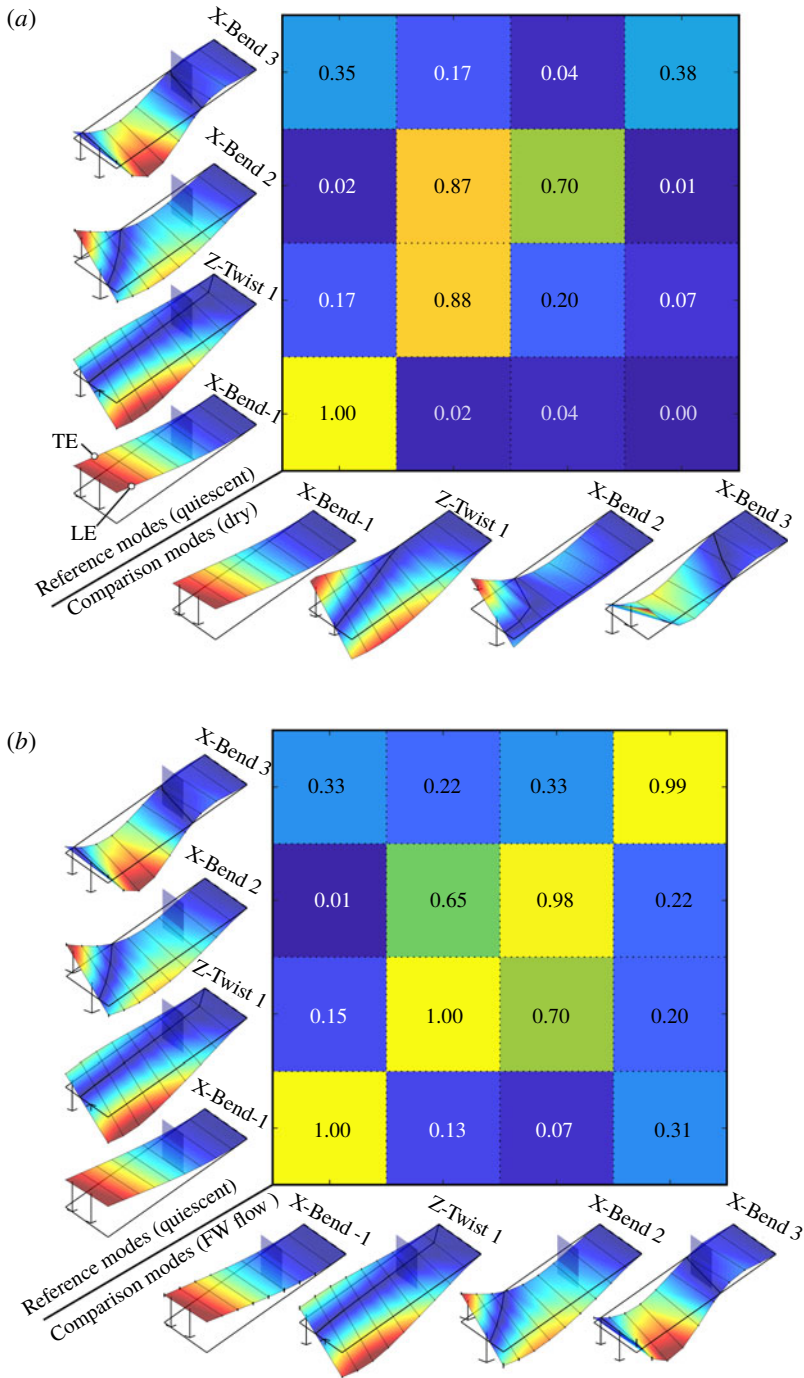 (a)
X-Bend 3
0.35 0.17 0.04 0.38
X-Bend 2
0.02 0.87 0.70 0.01
Z-Twist 1
0.17 0.88 0.20 0.07
X-Bend-1
1.00 0.02 0.04 0.00
TE
LE
Reference modes (quiescent)
Comparison modes (dry)
X-Bend-1
Z-Twist 1
X-Bend 2
X-Bend 3
(b)
X-Bend 3
0.33 0.22 0.33 0.99
X-Bend 2
0.01 0.65 0.98 0.22
Z-Twist 1
0.15 1.00 0.70 0.20
X-Bend-1
1.00 0.13 0.07 0.31
Reference modes (quiescent)
Comparison modes (FW flow )
X-Bend -1
Z-Twist 1
X-Bend 2
X-Bend 3